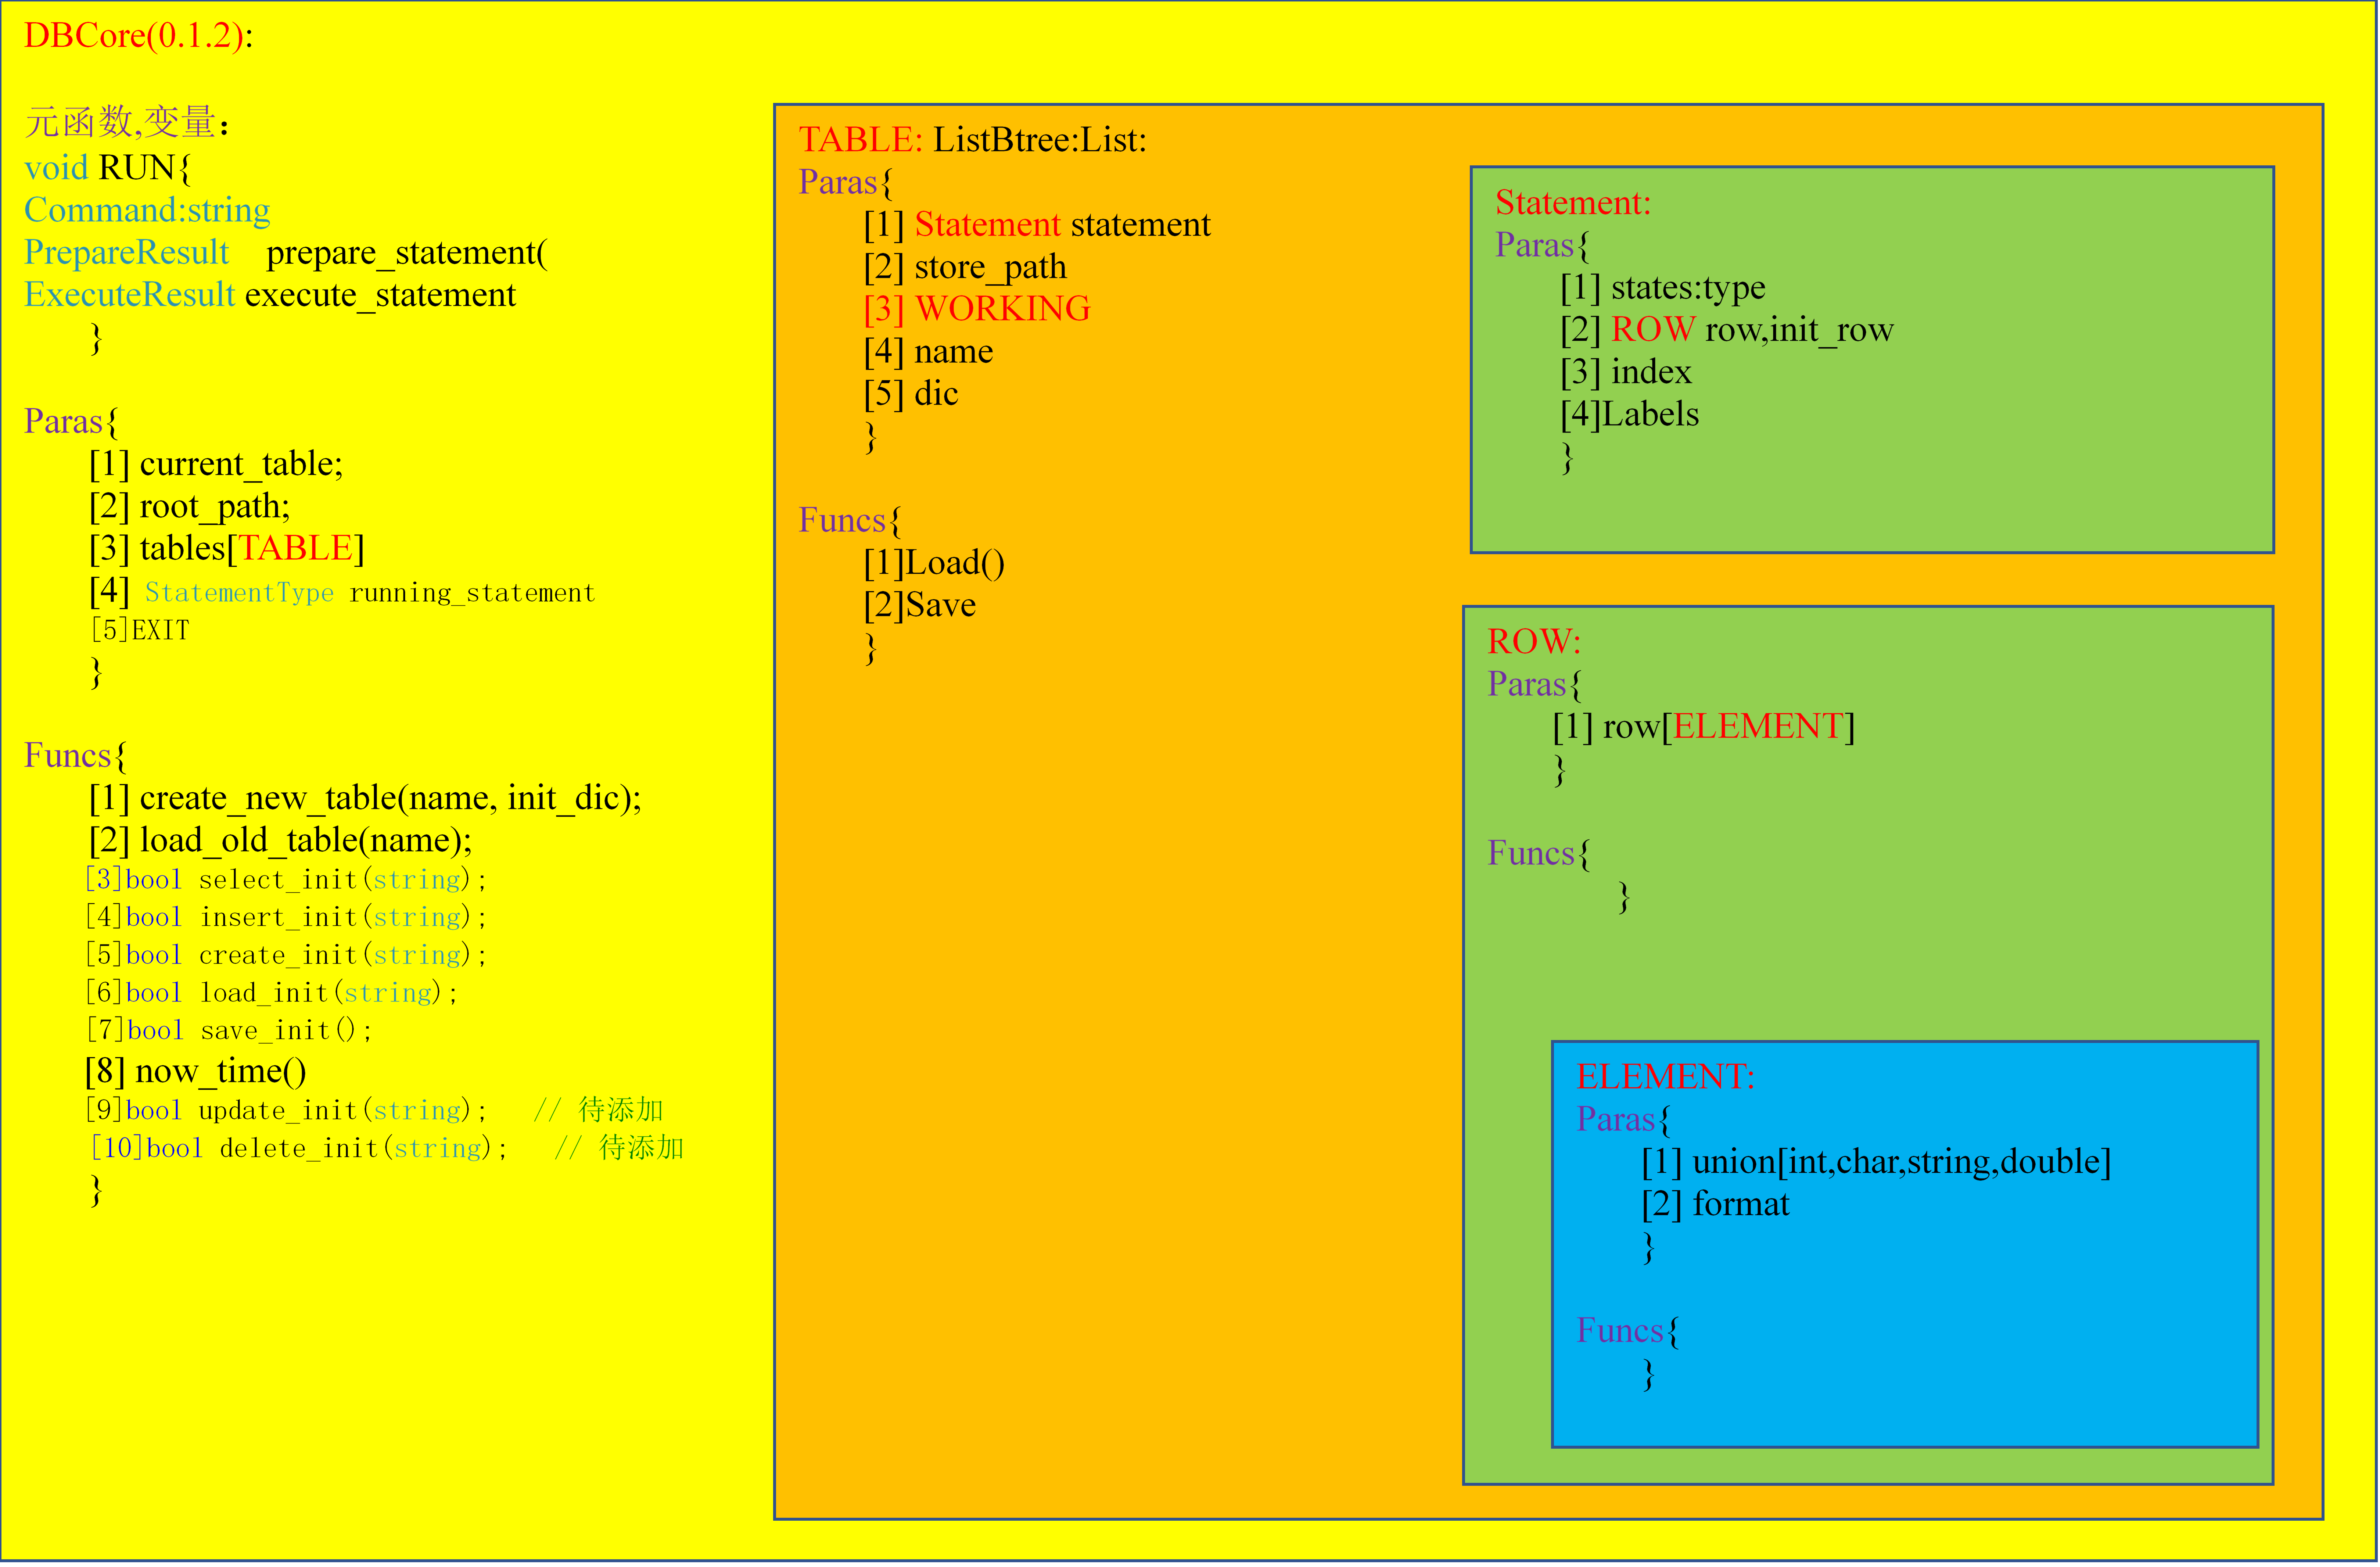 DBCore(0.1.2):
元函数,变量：
void RUN{
Command:string
PrepareResult prepare_statement(
ExecuteResult execute_statement
}
Paras{
[1] current_table;
[2] root_path;
[3] tables[TABLE]
[4] StatementType running_statement
[5]EXIT
}
Funcs{
[1] create_new_table(name, init_dic);
[2] load_old_table(name);
[3]bool select_init(string);
[4]bool insert_init(string);
[5]bool create_init(string);
[6]bool load_init(string);
[7]bool save_init();
[8] now_time()
[9]bool update_init(string); // 待添加
[10]bool delete_init(string); // 待添加
}
TABLE: ListBtree:List:
Paras{
[1] Statement statement
[2] store_path
[3] WORKING
[4] name
[5] dic
}
Funcs{
[1]Load()
[2]Save
}
Statement:
Paras{
[1] states:type
[2] ROW row,init_row
[3] index
[4]Labels
}
ROW:
Paras{
[1] row[ELEMENT]
}
Funcs{
}
ELEMENT:
Paras{
[1] union[int,char,string,double]
[2] format
}
Funcs{
}